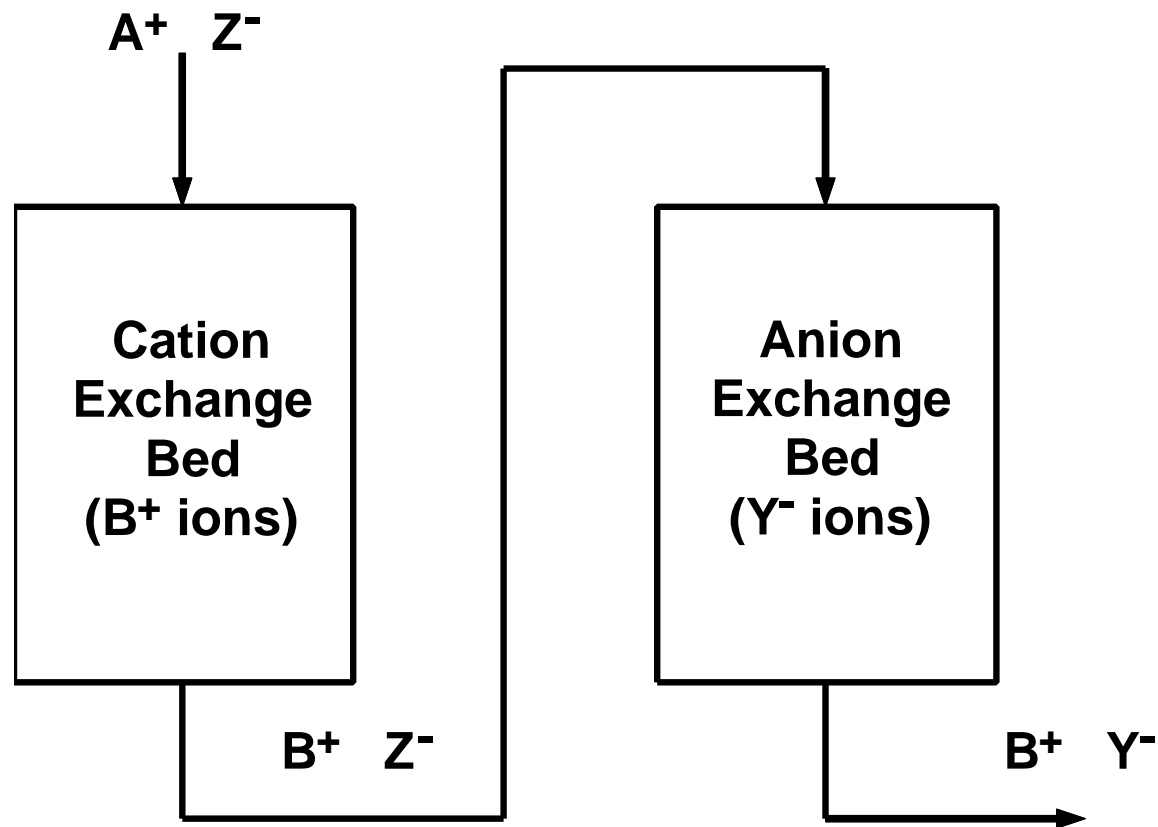 A⁺ Z⁻
Cation
Exchange
Bed
(B⁺ ions)
Anion
Exchange
Bed
(Y⁻ ions)
B⁺ Z⁻
B⁺ Y⁻